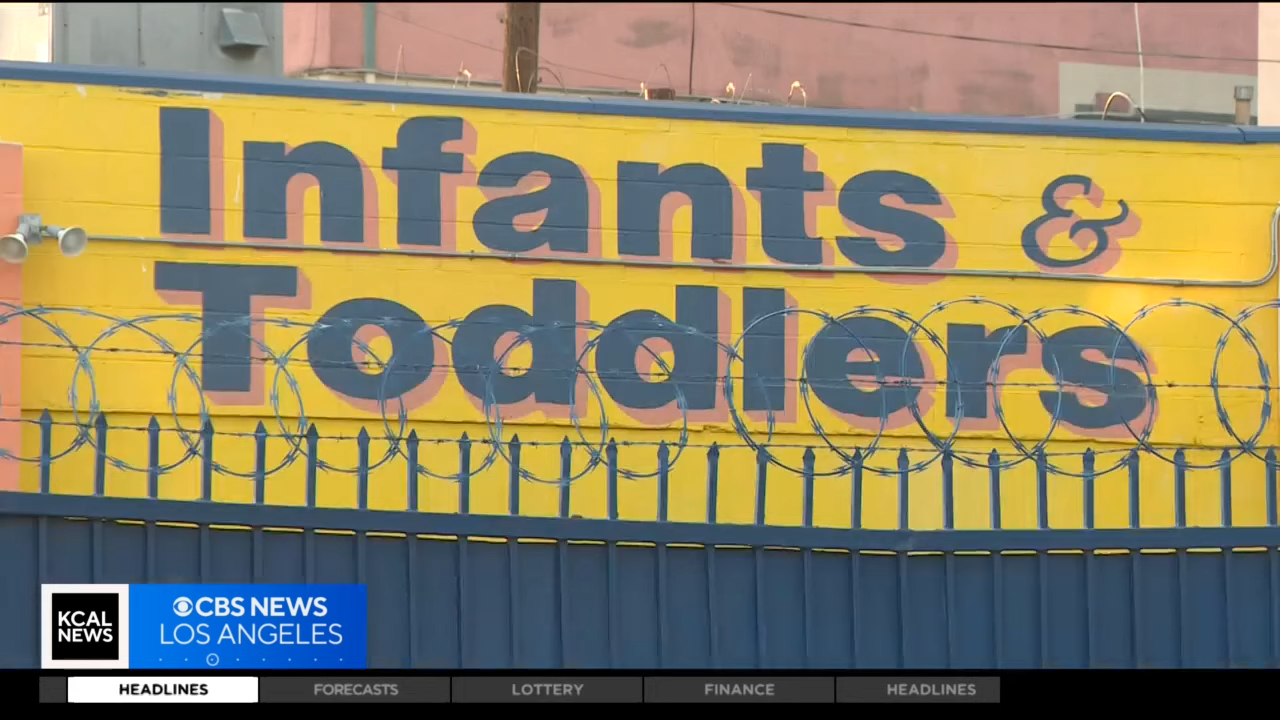 Infants &
Toddlers
KCAL
NEWS
CBS NEWS
LOS ANGELES
HEADLINES
FORECASTS
LOTTERY
FINANCE
HEADLINES